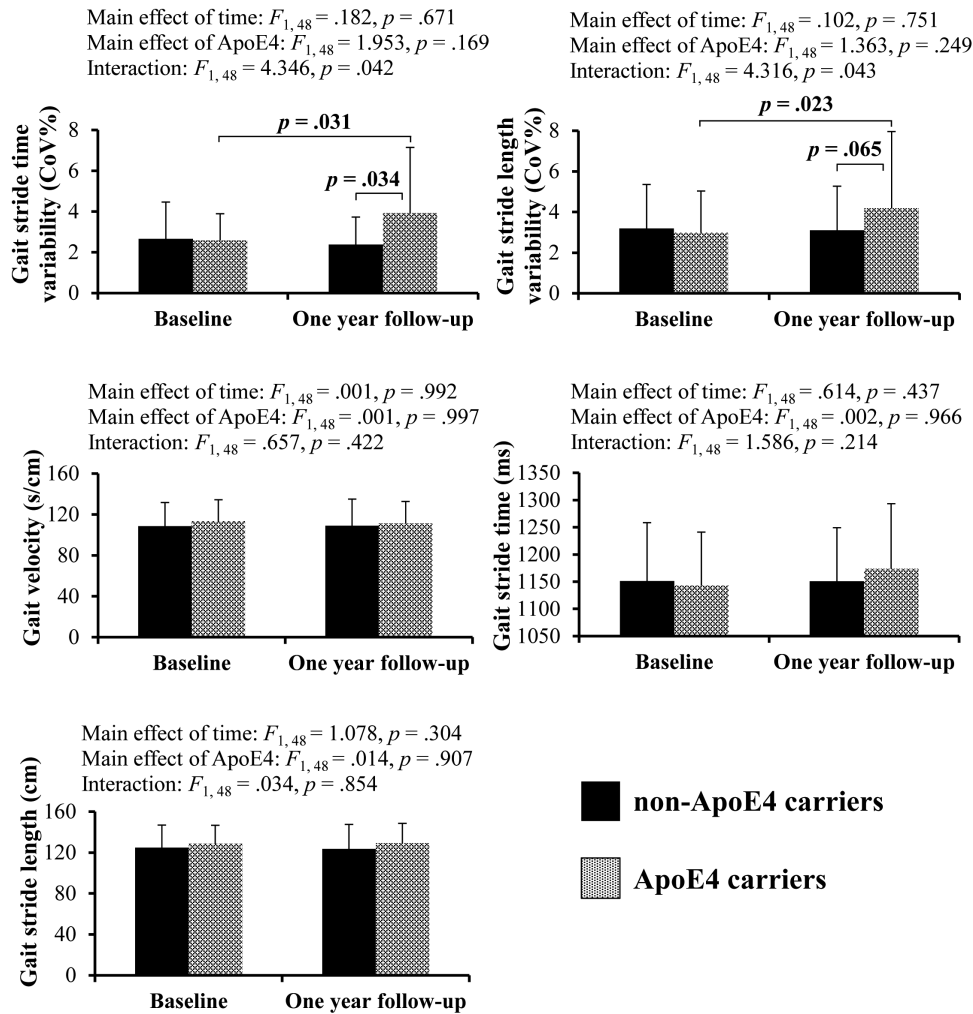 Main effect of time: F1, 48 = .182, p = .671
Main effect of ApoE4: F1, 48 = 1.953, p = .169
Interaction: F1, 48 = 4.346, p = .042
Gait stride time
variability (CoV%)
8
6
4
2
0
p = .031
p = .034
Baseline
One year follow-up
Main effect of time: F1, 48 = .102, p = .751
Main effect of ApoE4: F1, 48 = 1.363, p = .249
Interaction: F1, 48 = 4.316, p = .043
Gait stride length
variability (CoV%)
8
6
4
2
0
p = .023
p = .065
Baseline
One year follow-up
Main effect of time: F1, 48 = .001, p = .992
Main effect of ApoE4: F1, 48 = .001, p = .997
Interaction: F1, 48 = .657, p = .422
Gait velocity (s/cm)
160
120
80
40
0
Baseline
One year follow-up
Main effect of time: F1, 48 = .614, p = .437
Main effect of ApoE4: F1, 48 = .002, p = .966
Interaction: F1, 48 = 1.586, p = .214
Gait stride time (ms)
1350
1300
1250
1200
1150
1100
1050
Baseline
One year follow-up
Main effect of time: F1, 48 = 1.078, p = .304
Main effect of ApoE4: F1, 48 = .014, p = .907
Interaction: F1, 48 = .034, p = .854
Gait stride length (cm)
160
120
80
40
0
Baseline
One year follow-up
non-ApoE4 carriers
ApoE4 carriers